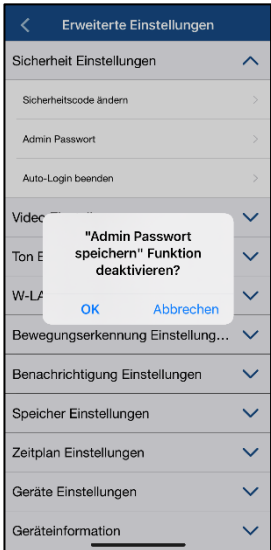 Erweiterte Einstellungen
Sicherheit Einstellungen
Sicherheitscode ändern
Admin Passwort
Auto-Login beenden
"Admin Passwort
speichern" Funktion
deaktivieren?
OK
Abbrechen
Bewegungserkennung Einstellung...
Benachrichtigung Einstellungen
Speicher Einstellungen
Zeitplan Einstellungen
Geräte Einstellungen
Geräteinformation